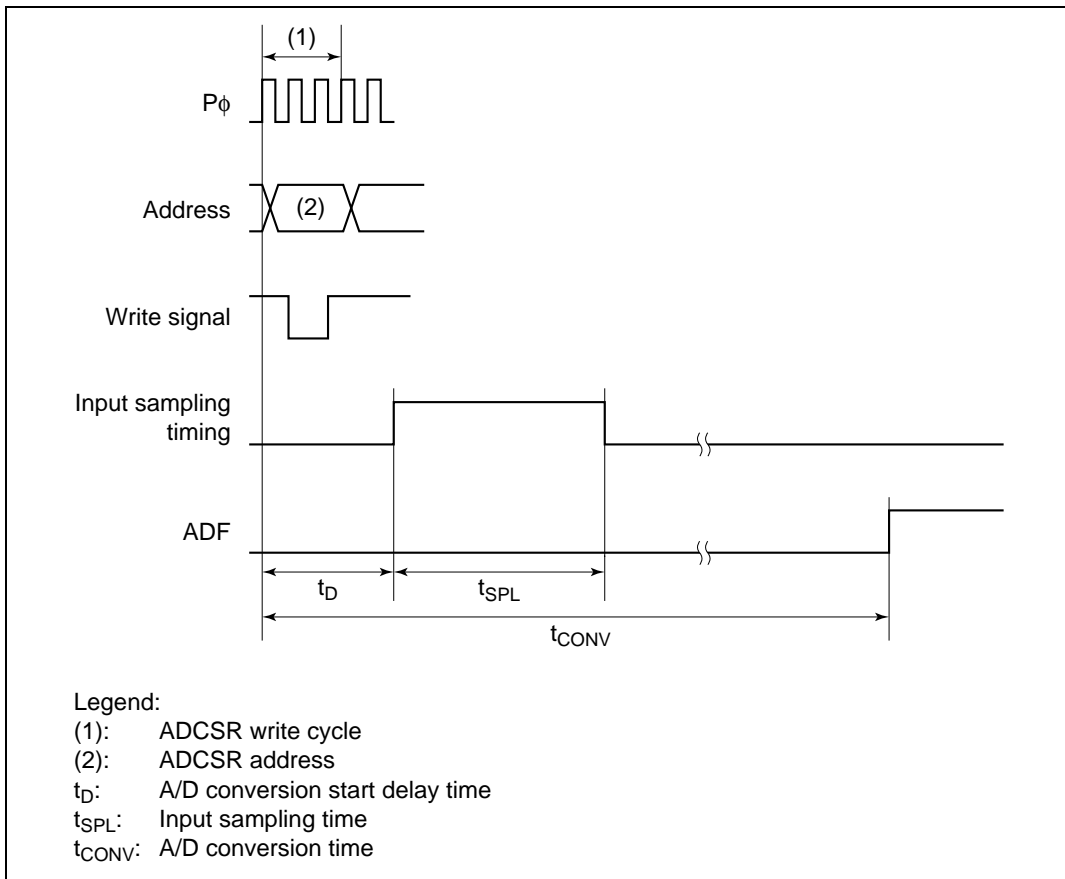 (1)
Pϕ
Address
(2)
Write signal
Input sampling
timing
ADF
tD
tSPL
tCONV
Legend:
(1): ADCSR write cycle
(2): ADCSR address
tD: A/D conversion start delay time
tSPL: Input sampling time
tCONV: A/D conversion time